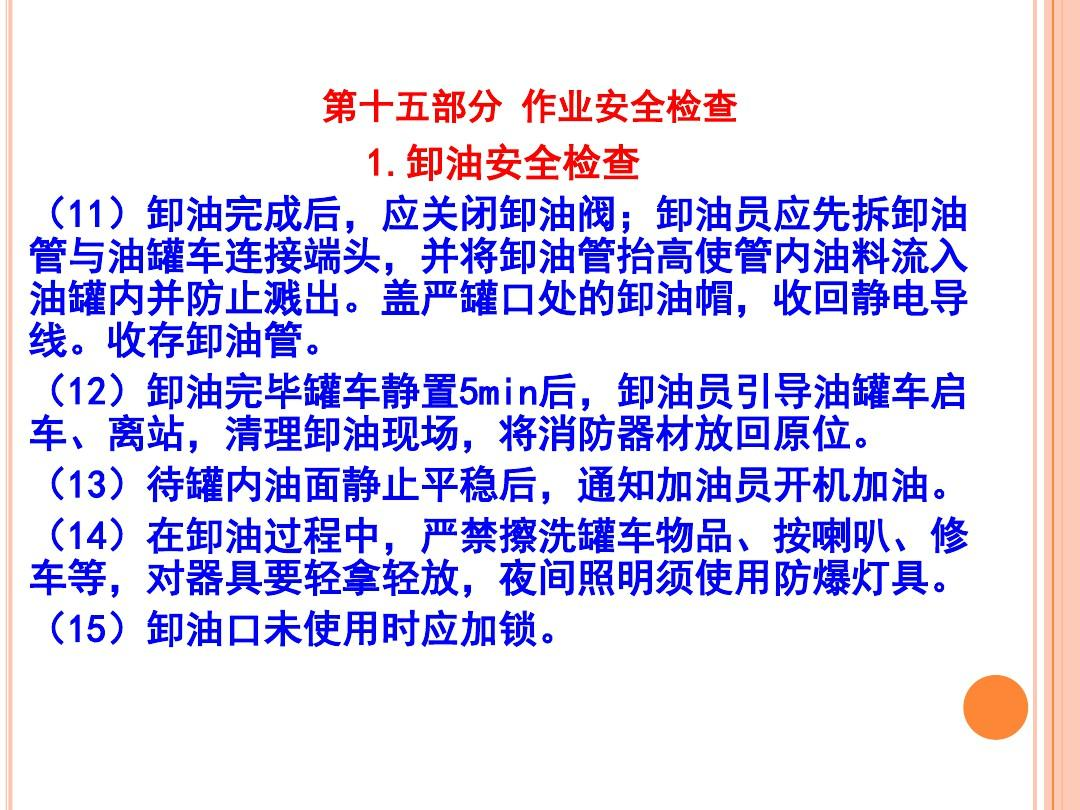 第十五部分 作业安全检查
1.卸油安全检查
（11）卸油完成后，应关闭卸油阀；卸油员应先拆卸油
管与油罐车连接端头，并将卸油管抬高使管内油料流入
油罐内并防止溅出。盖严罐口处的卸油帽，收回静电导
线。收存卸油管。
（12）卸油完毕罐车静置5min后，卸油员引导油罐车启
车、离站，清理卸油现场，将消防器材放回原位。
（13）待罐内油面静止平稳后，通知加油员开机加油。
（14）在卸油过程中，严禁擦洗罐车物品、按喇叭、修
车等，对器具要轻拿轻放，夜间照明须使用防爆灯具。
（15）卸油口未使用时应加锁。